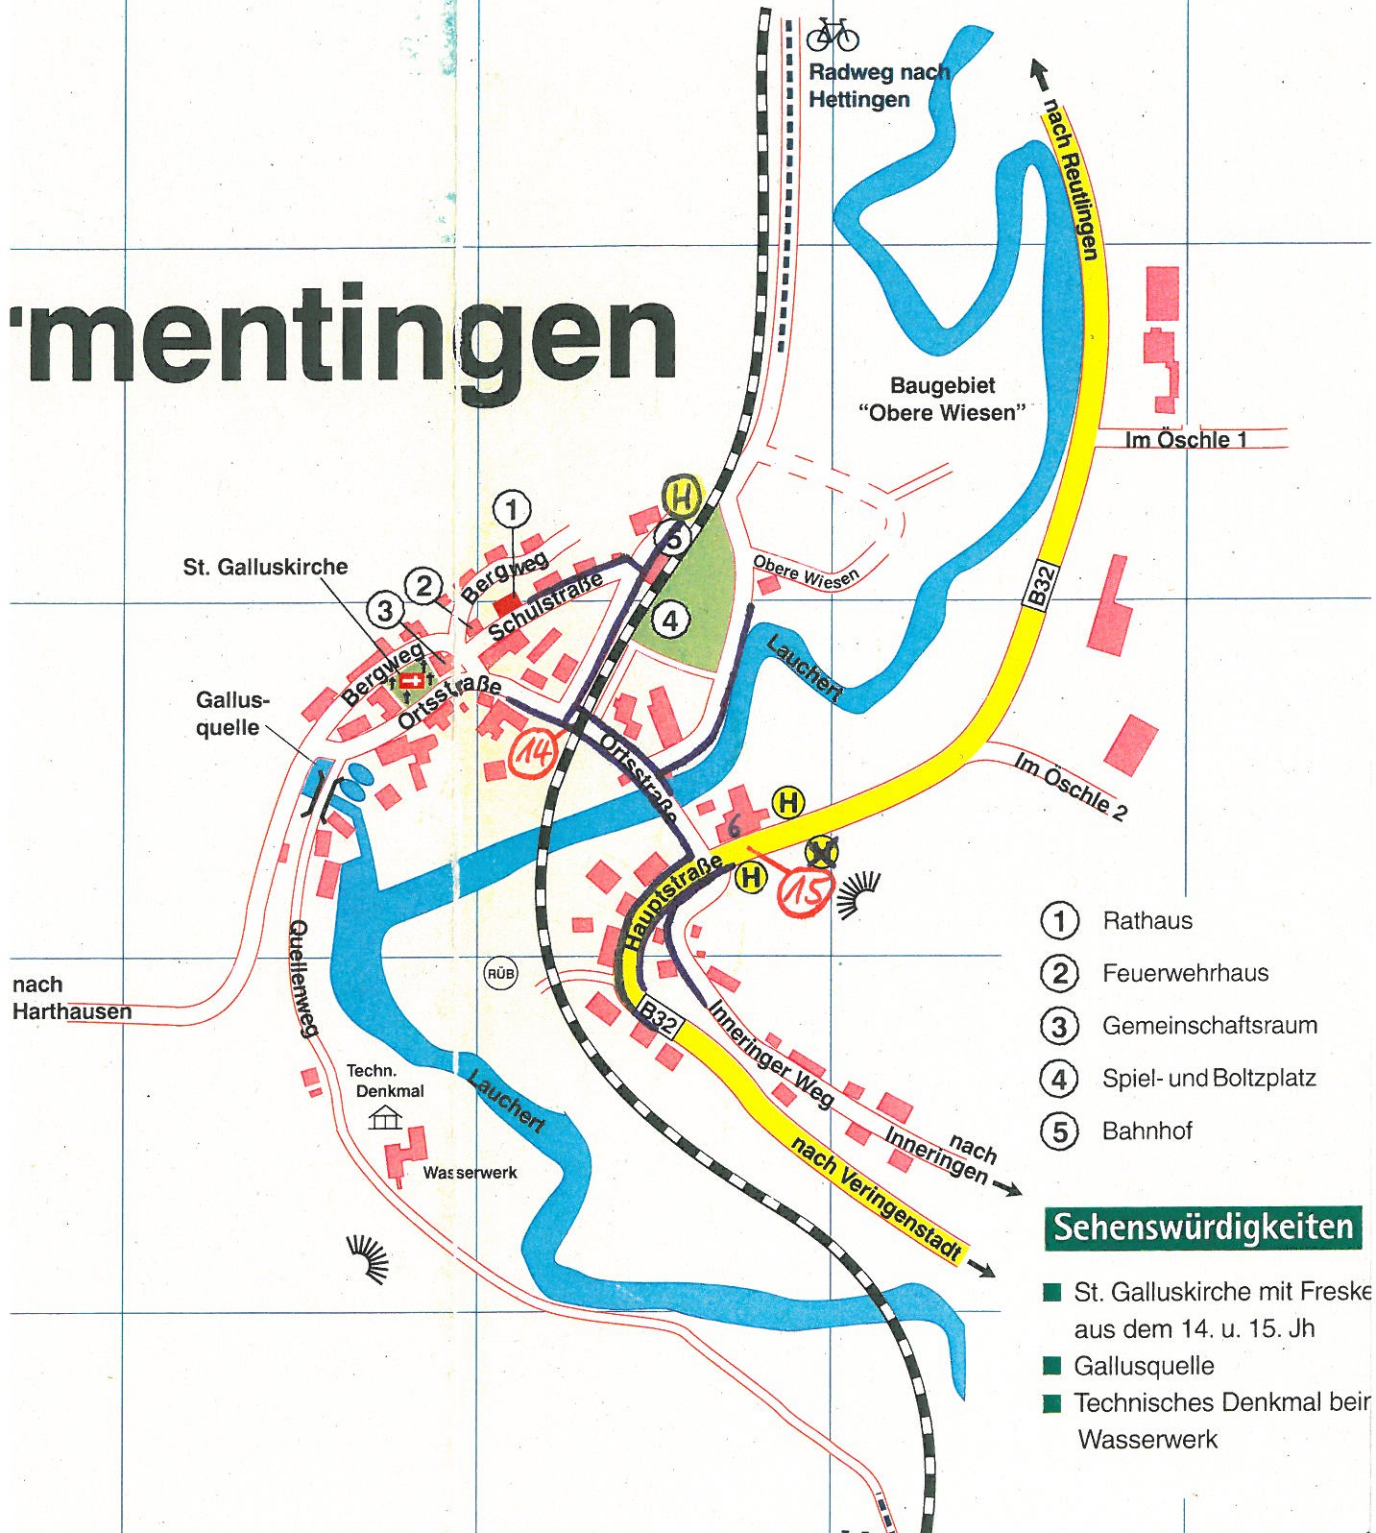 Radweg nach
Hettingen
nach Reutlingen
rmentingen
Baugebiet
"Obere Wiesen"
Im Öschle 1
H
1
5
St. Galluskirche
2
Bergweg
Obere Wiesen
B32
3
Schulstraße
4
Bergweg
Lauchert
Gallus-
quelle
Ortsstraße
14
Ortsstraße
Im Öschle 2
H
6
Hauptstraße
H
X
15
Quellenweg
RÜB
nach
Harthausen
B32
Inneringer Weg
Techn.
Denkmal
Lauchert
Wasserwerk
nach
Inneringen
nach Veringenstadt
1 Rathaus
2 Feuerwehrhaus
3 Gemeinschaftsraum
4 Spiel- und Boltzplatz
5 Bahnhof
Sehenswürdigkeiten
St. Galluskirche mit Freske
aus dem 14. u. 15. Jh
Gallusquelle
Technisches Denkmal beir
Wasserwerk